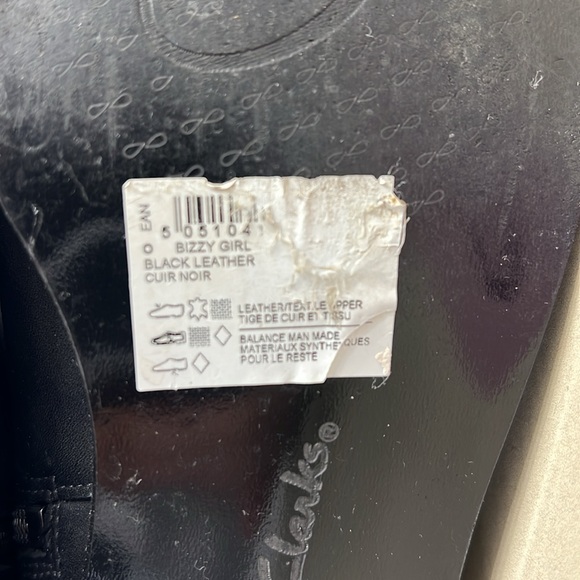 EAN
5 05104
O BIZZY GIRL
BLACK LEATHER
CUIR NOIR
LEATHER/TEXTILE UPPER
TIGE DE CUIR ET TISSU
BALANCE MAN MADE
MATERIAUX SYNTHETIQUES
POUR LE RESTE
Clarks®